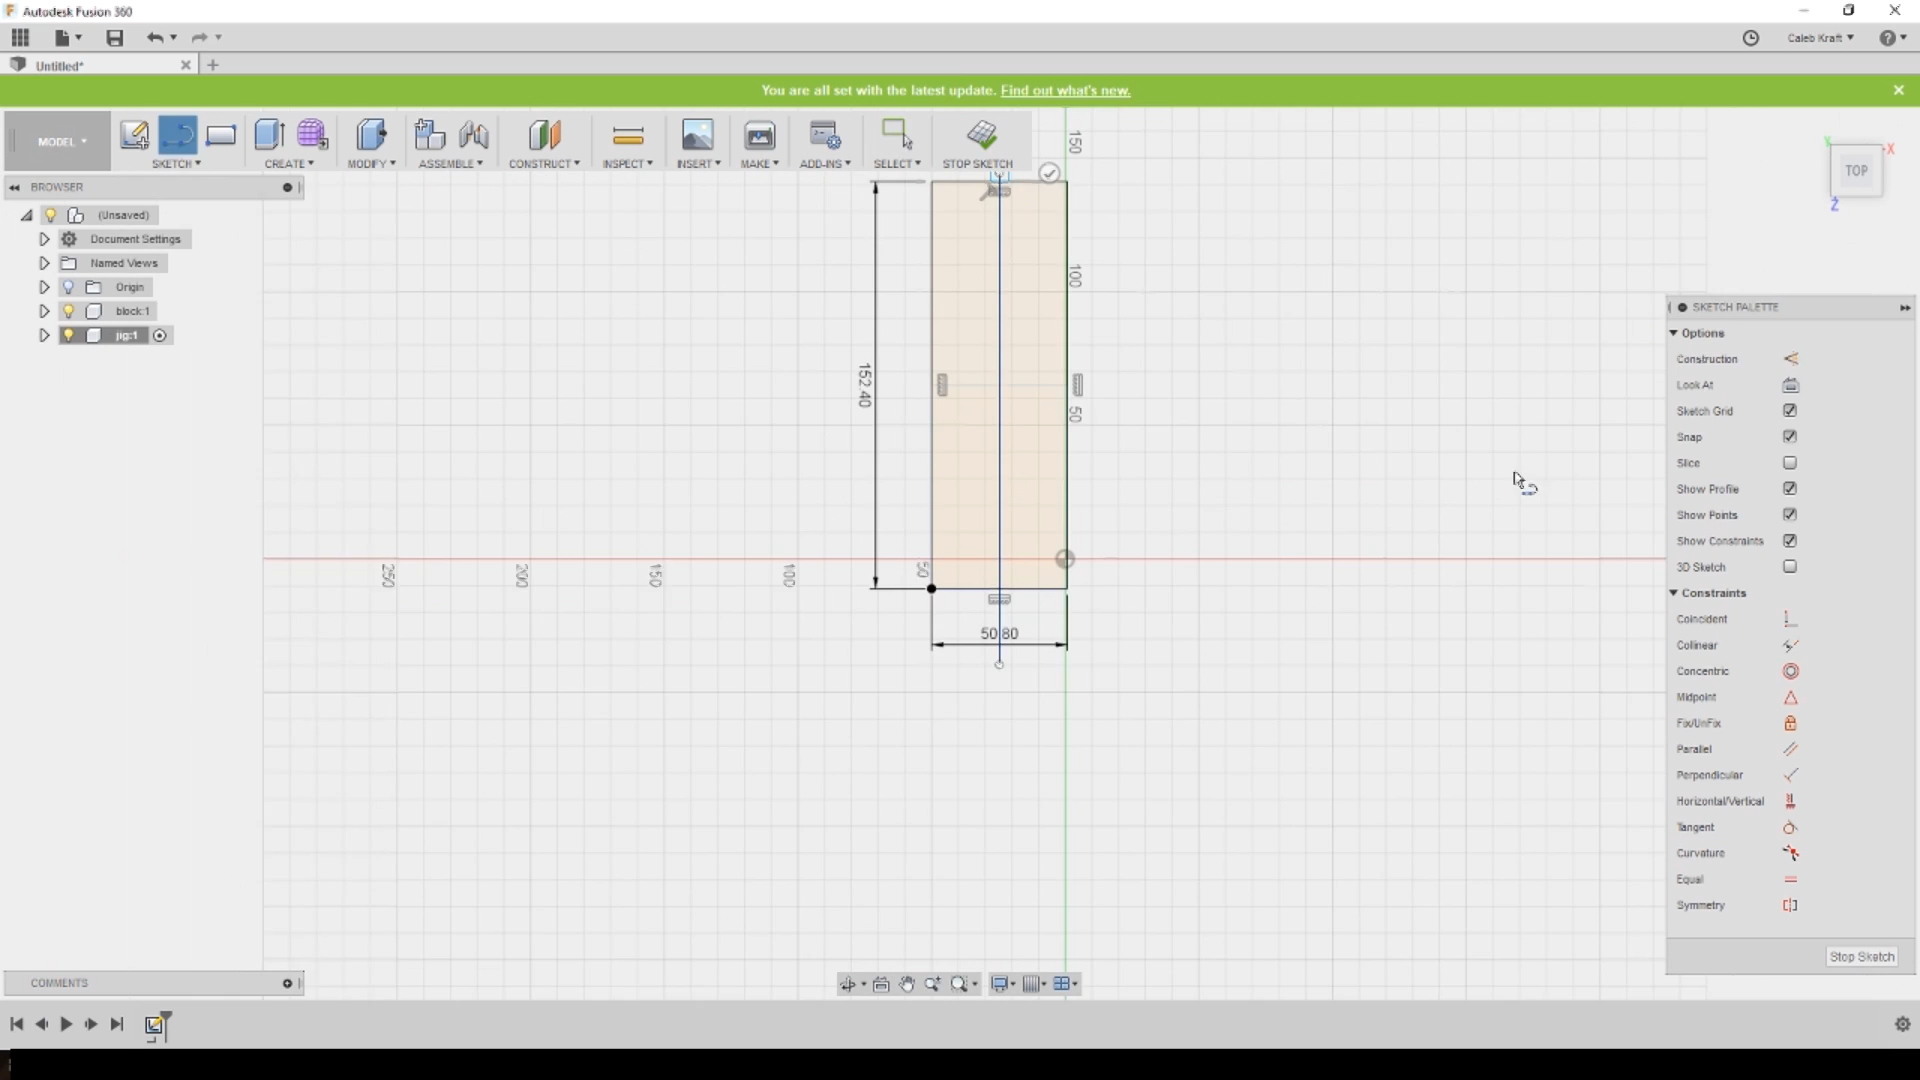 Autodesk Fusion 360
Caleb Kraft
Untitled*
You are all set with the latest update. Find out what's new.
MODEL
SKETCH
CREATE
MODIFY
ASSEMBLE
CONSTRUCT
INSPECT
INSERT
MAKE
ADD-INS
SELECT
STOP SKETCH
BROWSER
(Unsaved)
Document Settings
Named Views
Origin
block:1
jig:1
150
100
50
152.40
250
200
150
100
50
50.80
TOP
X
Z
SKETCH PALETTE
Options
Construction
Look At
Sketch Grid
Snap
Slice
Show Profile
Show Points
Show Constraints
3D Sketch
Constraints
Coincident
Collinear
Concentric
Midpoint
Fix/UnFix
Parallel
Perpendicular
Horizontal/Vertical
Tangent
Curvature
Equal
Symmetry
Stop Sketch
COMMENTS